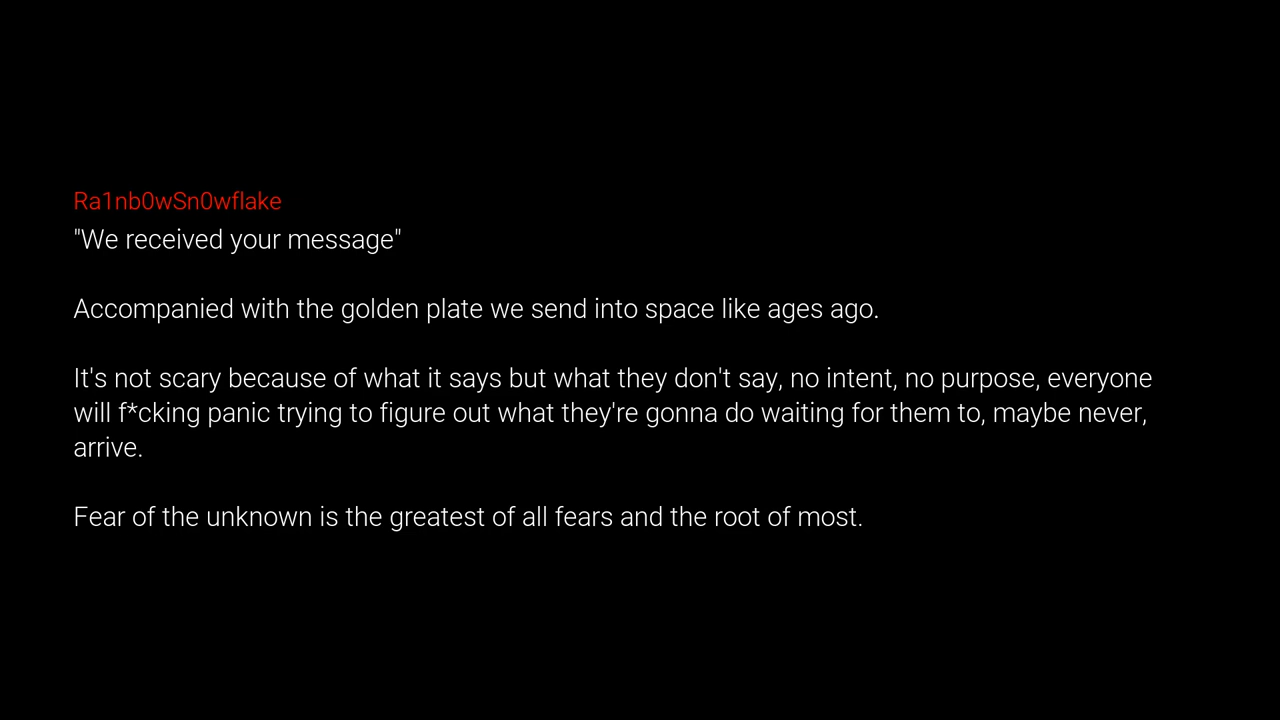 Ra1nb0wSn0wflake
"We received your message"
Accompanied with the golden plate we send into space like ages ago.
It's not scary because of what it says but what they don't say, no intent, no purpose, everyone
will f*cking panic trying to figure out what they're gonna do waiting for them to, maybe never,
arrive.
Fear of the unknown is the greatest of all fears and the root of most.